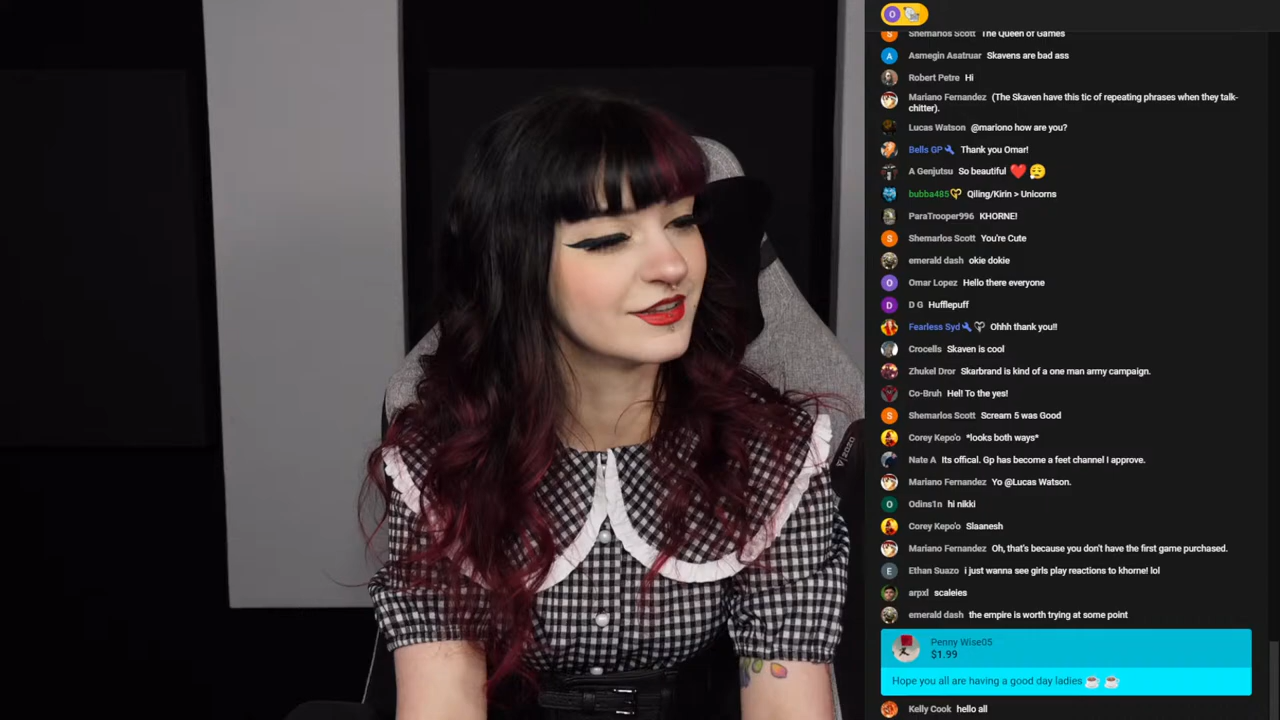 O
S Shemarlos Scott The Queen of Games
A Asmegin Asatruar Skavens are bad ass
Robert Petre Hi
Mariano Fernandez (The Skaven have this tic of repeating phrases when they talk-
chitter).
Lucas Watson @mariono how are you?
Bells GP Thank you Omar!
A Genjutsu So beautiful ❤️ 😮‍💨
bubba485 Qiling/Kirin > Unicorns
ParaTrooper996 KHORNE!
S Shemarlos Scott You're Cute
emerald dash okie dokie
O Omar Lopez Hello there everyone
D D G Hufflepuff
Fearless Syd Ohhh thank you!!
Crocells Skaven is cool
Zhukel Dror Skarbrand is kind of a one man army campaign.
Co-Bruh Hel! To the yes!
S Shemarlos Scott Scream 5 was Good
Corey Kepo'o *looks both ways*
Nate A Its offical. Gp has become a feet channel I approve.
Mariano Fernandez Yo @Lucas Watson.
O Odins1n hi nikki
Corey Kepo'o Slaanesh
Mariano Fernandez Oh, that's because you don't have the first game purchased.
E Ethan Suazo i just wanna see girls play reactions to khorne! lol
arpxl scaleies
emerald dash the empire is worth trying at some point
Penny Wise05
$1.99
Hope you all are having a good day ladies ☕ ☕
Kelly Cook hello all